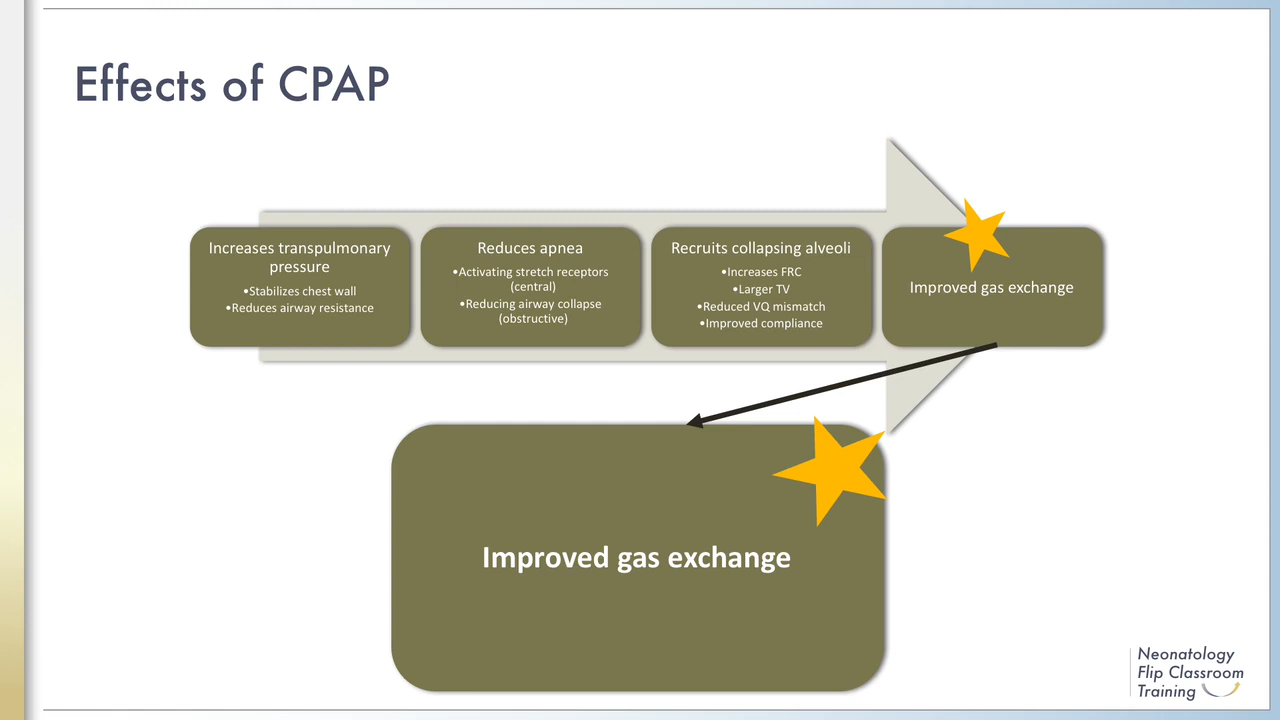 Effects of CPAP
Increases transpulmonary
pressure
•Stabilizes chest wall
•Reduces airway resistance
Reduces apnea
•Activating stretch receptors
(central)
•Reducing airway collapse
(obstructive)
Recruits collapsing alveoli
•Increases FRC
•Larger TV
•Reduced VQ mismatch
•Improved compliance
Improved gas exchange
Improved gas exchange
Neonatology
Flip Classroom
Training